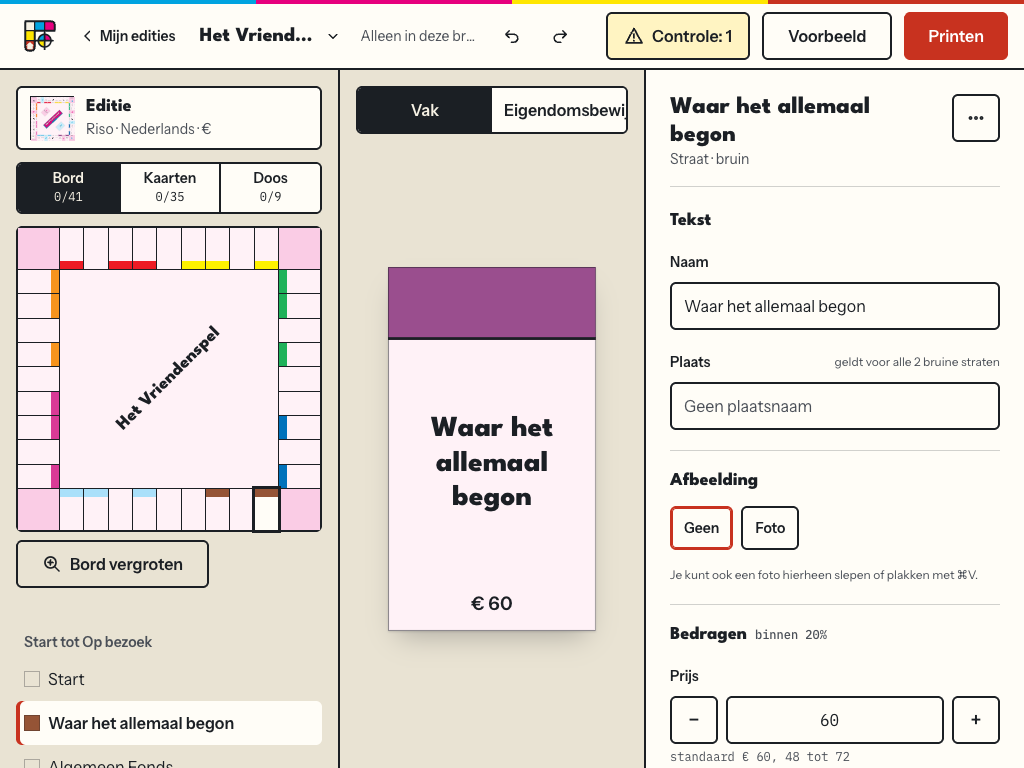 Mijn edities
Het Vriend...
Alleen in deze br...
Controle: 1
Voorbeeld
Printen
Editie
Riso · Nederlands · €
Bord
0/41
Kaarten
0/35
Doos
0/9
Het Vriendenspel
Bord vergroten
Start tot Op bezoek
Start
Waar het allemaal begon
Algemeen Fonds
Vak
Eigendomsbewij
Waar het
allemaal
begon
€ 60
Waar het allemaal
begon
Straat · bruin
Tekst
Naam
Waar het allemaal begon
Plaats
geldt voor alle 2 bruine straten
Geen plaatsnaam
Afbeelding
Geen
Foto
Je kunt ook een foto hierheen slepen of plakken met ⌘V.
Bedragen binnen 20%
Prijs
− 60 +
standaard € 60, 48 tot 72